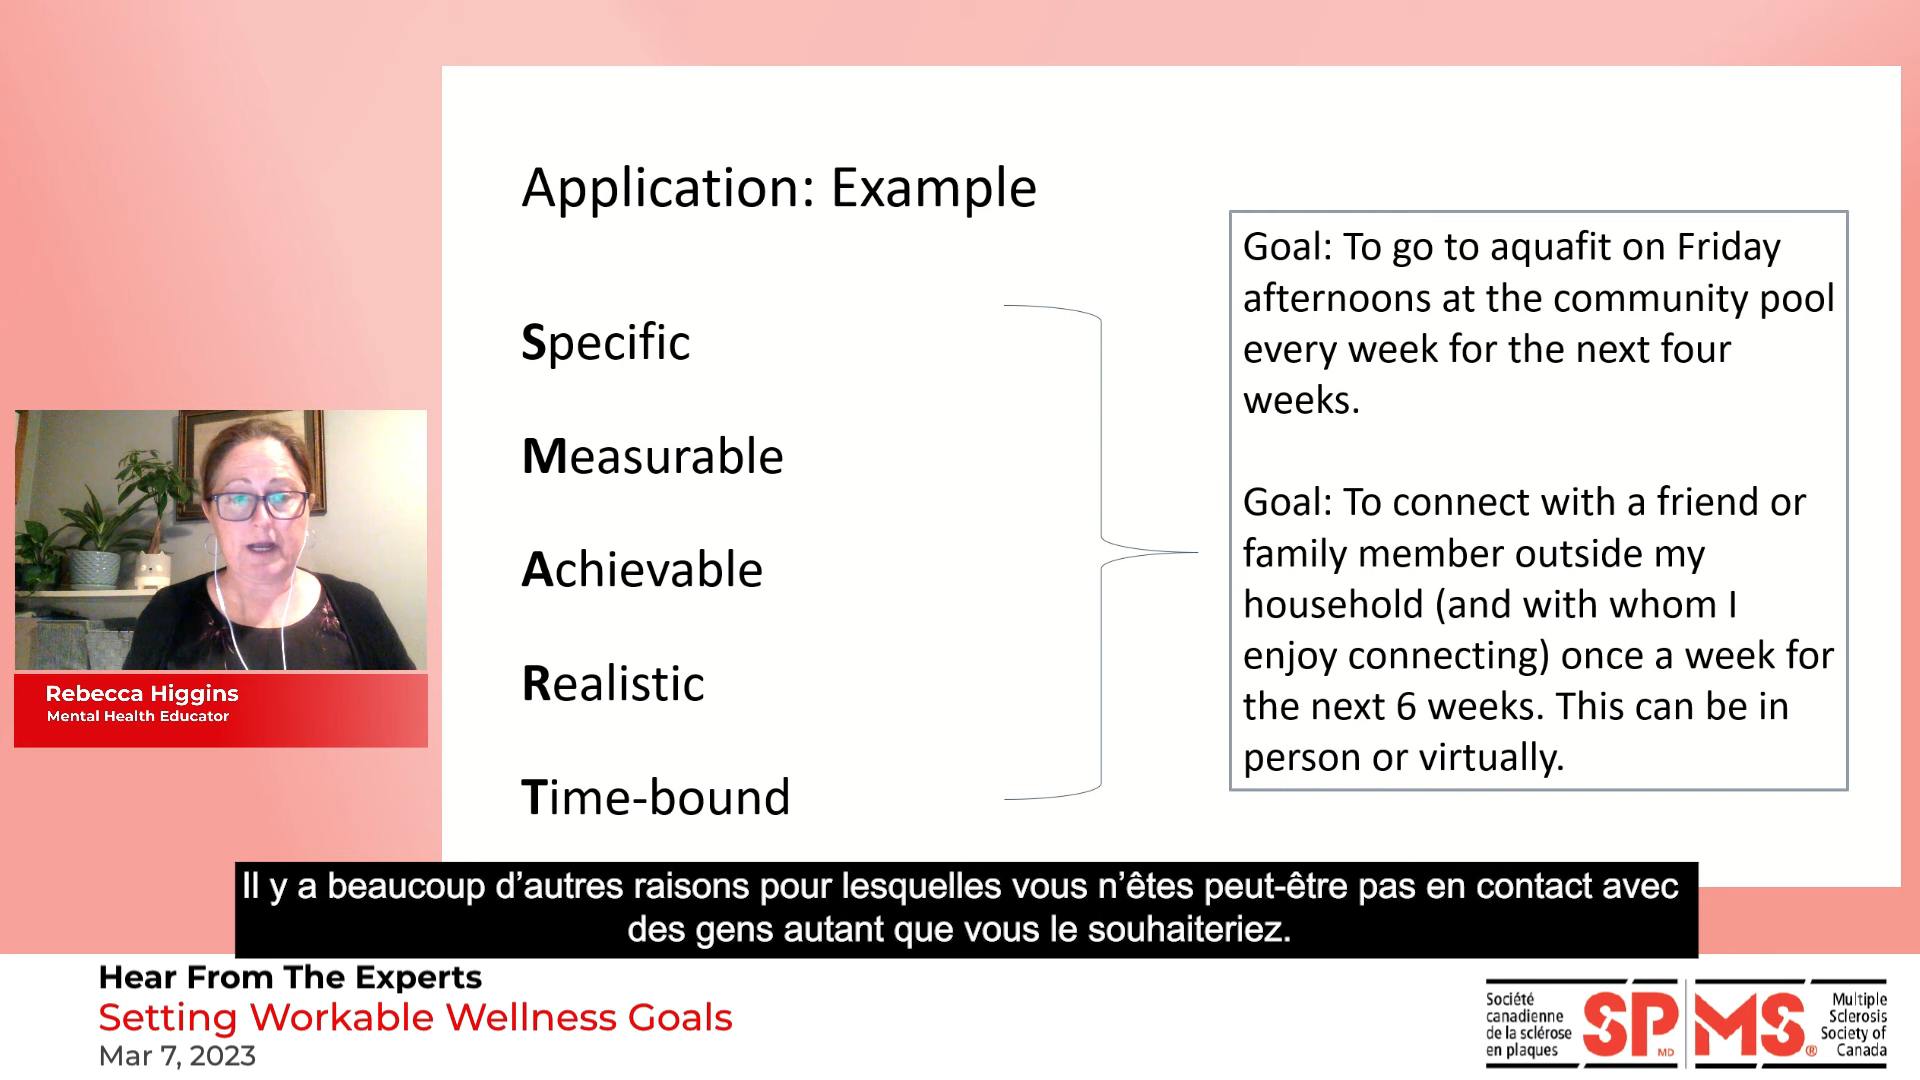 Application: Example
Specific
Measurable
Achievable
Realistic
Time-bound
Goal: To go to aquafit on Friday
afternoons at the community pool
every week for the next four
weeks.
Goal: To connect with a friend or
family member outside my
household (and with whom I
enjoy connecting) once a week for
the next 6 weeks. This can be in
person or virtually.
Rebecca Higgins
Mental Health Educator
Il y a beaucoup d’autres raisons pour lesquelles vous n’êtes peut-être pas en contact avec
des gens autant que vous le souhaiteriez.
Hear From The Experts
Setting Workable Wellness Goals
Mar 7, 2023
Société
canadienne
de la sclérose
en plaques
SP MD
MS ®
Multiple
Sclerosis
Society of
Canada